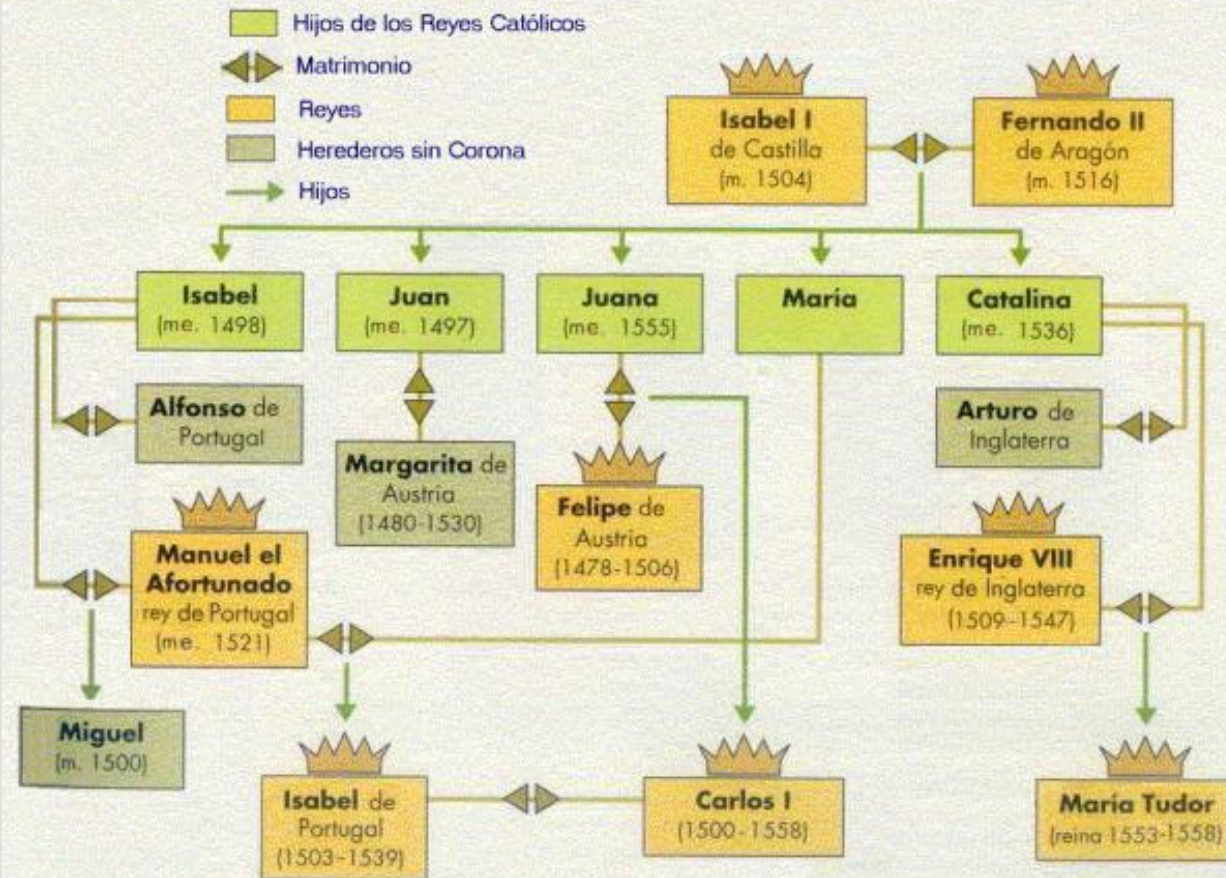 Hijos de los Reyes Católicos
Matrimonio
Reyes
Herederos sin Corona
Hijos
Isabel I
de Castilla
(m. 1504)
Fernando II
de Aragón
(m. 1516)
Isabel
(me. 1498)
Juan
(me. 1497)
Juana
(me. 1555)
María
Catalina
(me. 1536)
Alfonso de
Portugal
Margarita de
Austria
(1480-1530)
Felipe de
Austria
(1478-1506)
Arturo de
Inglaterra
Manuel el
Afortunado
rey de Portugal
(me. 1521)
Enrique VIII
rey de Inglaterra
(1509-1547)
Miguel
(m. 1500)
Isabel de
Portugal
(1503-1539)
Carlos I
(1500-1558)
María Tudor
(reina 1553-1558)